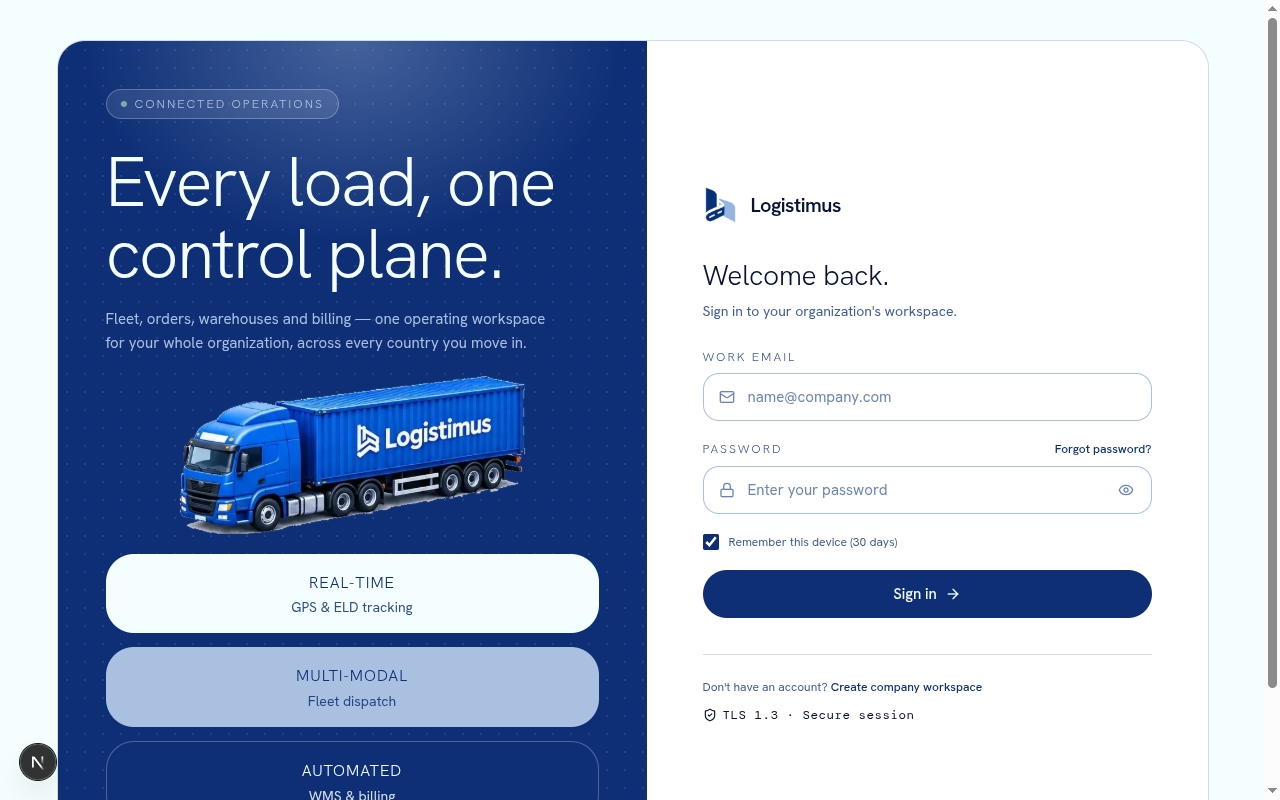 CONNECTED OPERATIONS
Every load, one
control plane.
Fleet, orders, warehouses and billing — one operating workspace
for your whole organization, across every country you move in.
Logistimus
REAL-TIME
GPS & ELD tracking
MULTI-MODAL
Fleet dispatch
AUTOMATED
WMS & billing
N
Logistimus
Welcome back.
Sign in to your organization's workspace.
WORK EMAIL
name@company.com
PASSWORD
Forgot password?
Enter your password
Remember this device (30 days)
Sign in →
Don't have an account? Create company workspace
TLS 1.3 · Secure session